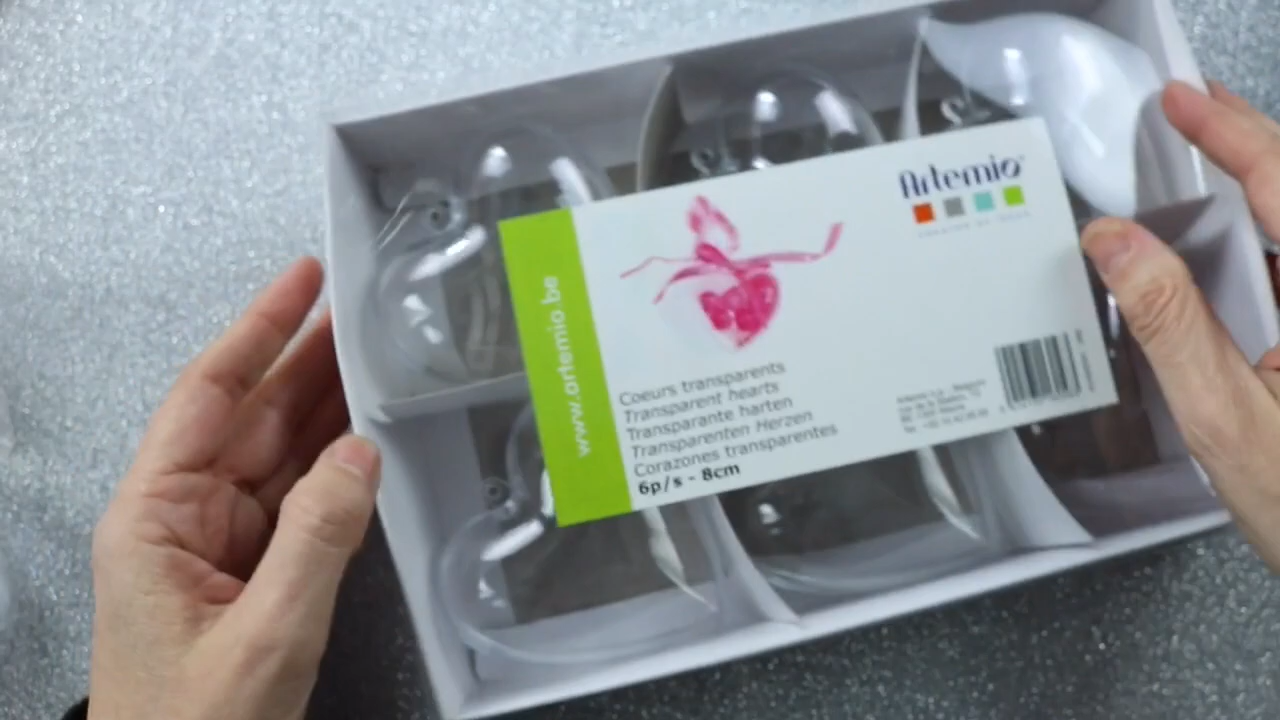 Artemio
www.artemio.be
Coeurs transparents
Transparent hearts
Transparante harten
Transparenten Herzen
Corazones transparentes
6p/s - 8cm